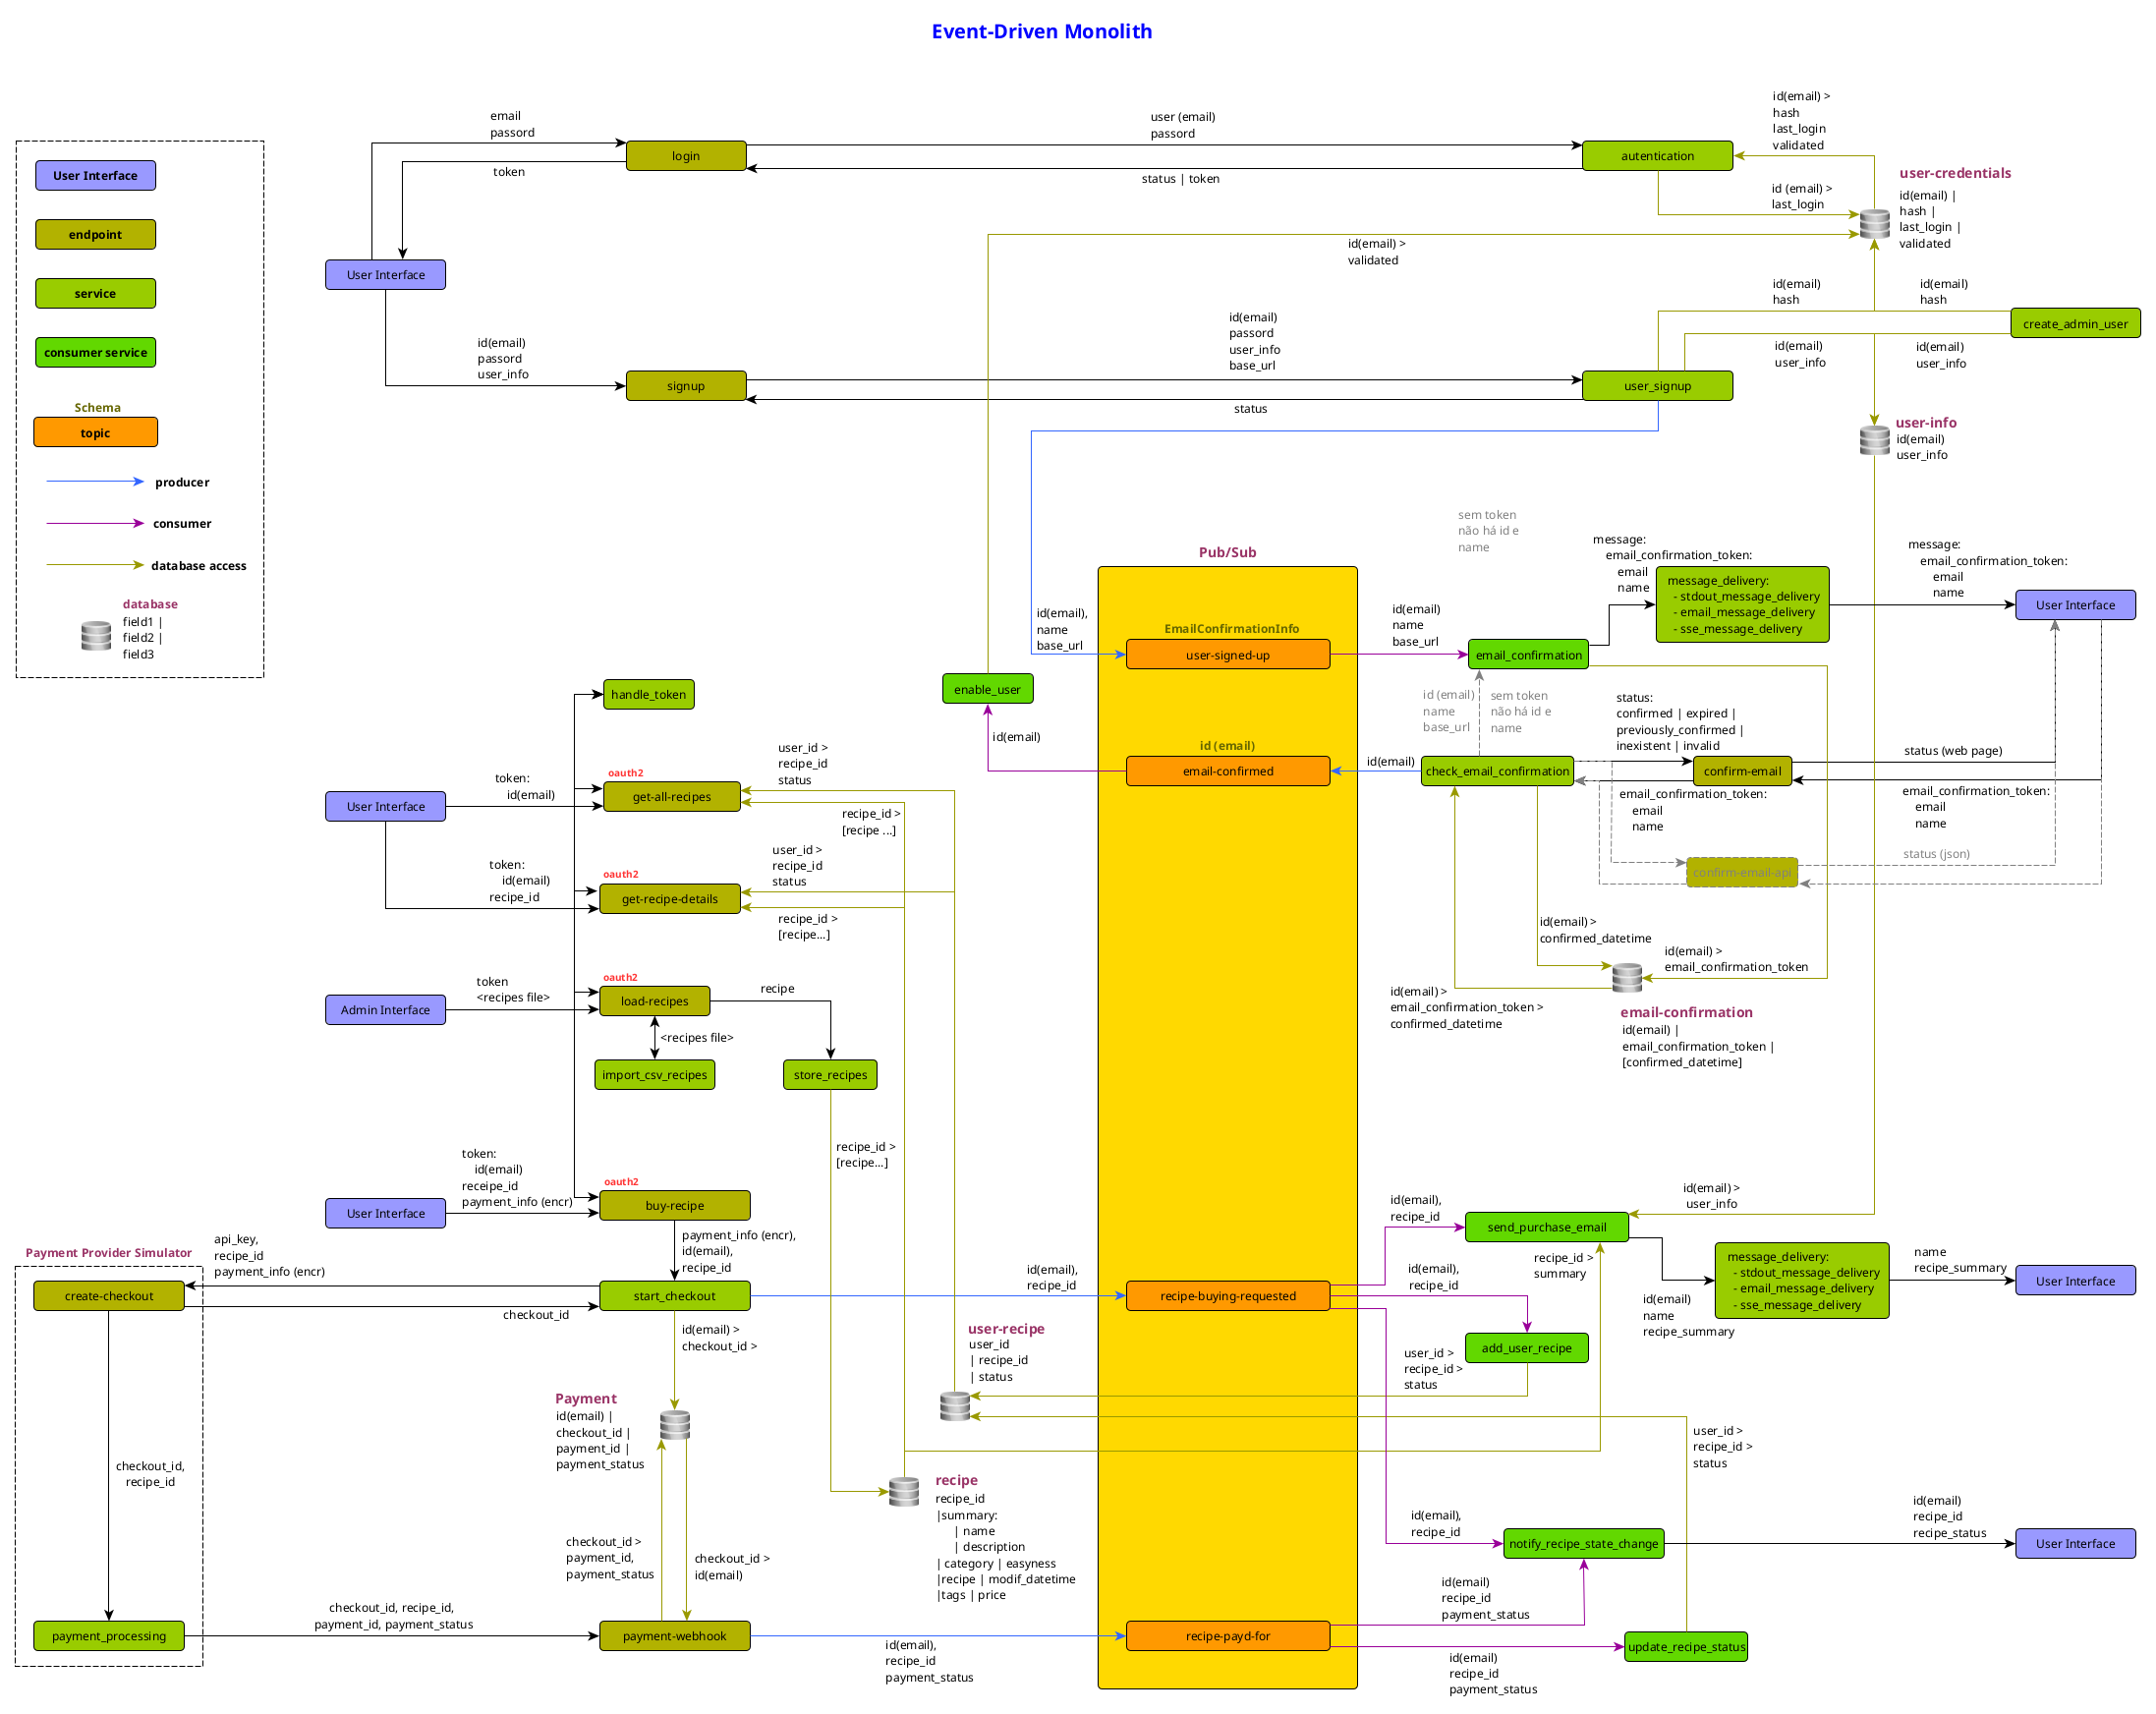 Event-Driven Monolith
User Interface
endpoint
service
consumer service
Schema
topic
producer
consumer
database access
database
field1 |
field2 |
field3
email
passord
login
token
user (email)
passord
status | token
autentication
id(email) >
hash
last_login
validated
id (email) >
last_login
user-credentials
id(email) |
hash |
last_login |
validated
User Interface
id(email) >
validated
id(email)
passord
user_info
signup
id(email)
passord
user_info
base_url
status
user_signup
id(email)
hash
id(email)
hash
create_admin_user
id(email)
user_info
id(email)
user_info
user-info
id(email)
user_info
Pub/Sub
id(email),
name
base_url
EmailConfirmationInfo
user-signed-up
id(email)
name
base_url
sem token
não há id e
name
email_confirmation
message:
email_confirmation_token:
email
name
message_delivery:
- stdout_message_delivery
- email_message_delivery
- sse_message_delivery
message:
email_confirmation_token:
email
name
User Interface
enable_user
id(email)
id (email)
email-confirmed
id(email)
id (email)
name
base_url
sem token
não há id e
name
check_email_confirmation
status:
confirmed | expired |
previously_confirmed |
inexistent | invalid
confirm-email
status (web page)
email_confirmation_token:
email
name
email_confirmation_token:
email
name
confirm-email-api
status (json)
id(email) >
confirmed_datetime
id(email) >
email_confirmation_token
id(email) >
email_confirmation_token >
confirmed_datetime
email-confirmation
id(email) |
email_confirmation_token |
[confirmed_datetime]
handle_token
User Interface
token:
id(email)
oauth2
get-all-recipes
user_id >
recipe_id
status
recipe_id >
[recipe ...]
token:
id(email)
recipe_id
oauth2
get-recipe-details
user_id >
recipe_id
status
recipe_id >
[recipe...]
Admin Interface
token
<recipes file>
oauth2
load-recipes
recipe
<recipes file>
import_csv_recipes
store_recipes
recipe_id >
[recipe...]
User Interface
token:
id(email)
receipe_id
payment_info (encr)
oauth2
buy-recipe
payment_info (encr),
id(email),
recipe_id
Payment Provider Simulator
api_key,
recipe_id
payment_info (encr)
create-checkout
checkout_id
start_checkout
id(email),
recipe_id
recipe-buying-requested
id(email) >
checkout_id >
Payment
id(email) |
checkout_id |
payment_id |
payment_status
user-recipe
user_id
| recipe_id
| status
recipe
recipe_id
|summary:
| name
| description
| category | easyness
|recipe | modif_datetime
|tags | price
checkout_id,
recipe_id
checkout_id >
payment_id,
payment_status
checkout_id >
id(email)
payment_processing
checkout_id, recipe_id,
payment_id, payment_status
payment-webhook
id(email),
recipe_id
payment_status
recipe-payd-for
id(email),
recipe_id
send_purchase_email
id(email) >
user_info
recipe_id >
summary
id(email),
recipe_id
add_user_recipe
user_id >
recipe_id >
status
id(email)
name
recipe_summary
message_delivery:
- stdout_message_delivery
- email_message_delivery
- sse_message_delivery
name
recipe_summary
User Interface
user_id >
recipe_id >
status
id(email),
recipe_id
notify_recipe_state_change
id(email)
recipe_id
recipe_status
User Interface
id(email)
recipe_id
payment_status
id(email)
recipe_id
payment_status
update_recipe_status